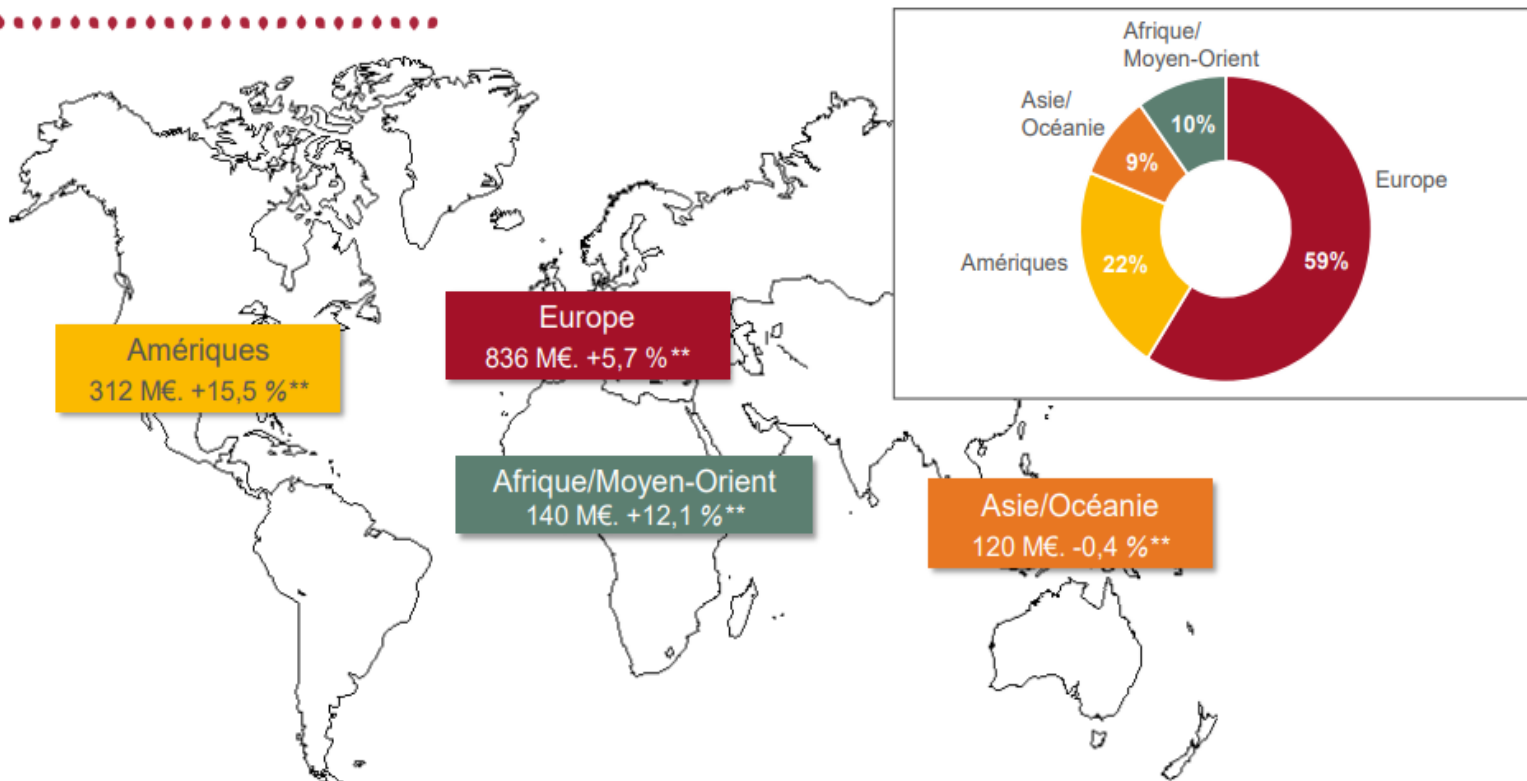 Afrique/
Moyen-Orient
Asie/
Océanie
10%
9%
Europe
Amériques
22%
59%
Europe
836 M€. +5,7 %**
Amériques
312 M€. +15,5 %**
Afrique/Moyen-Orient
140 M€. +12,1 %**
Asie/Océanie
120 M€. -0,4 %**